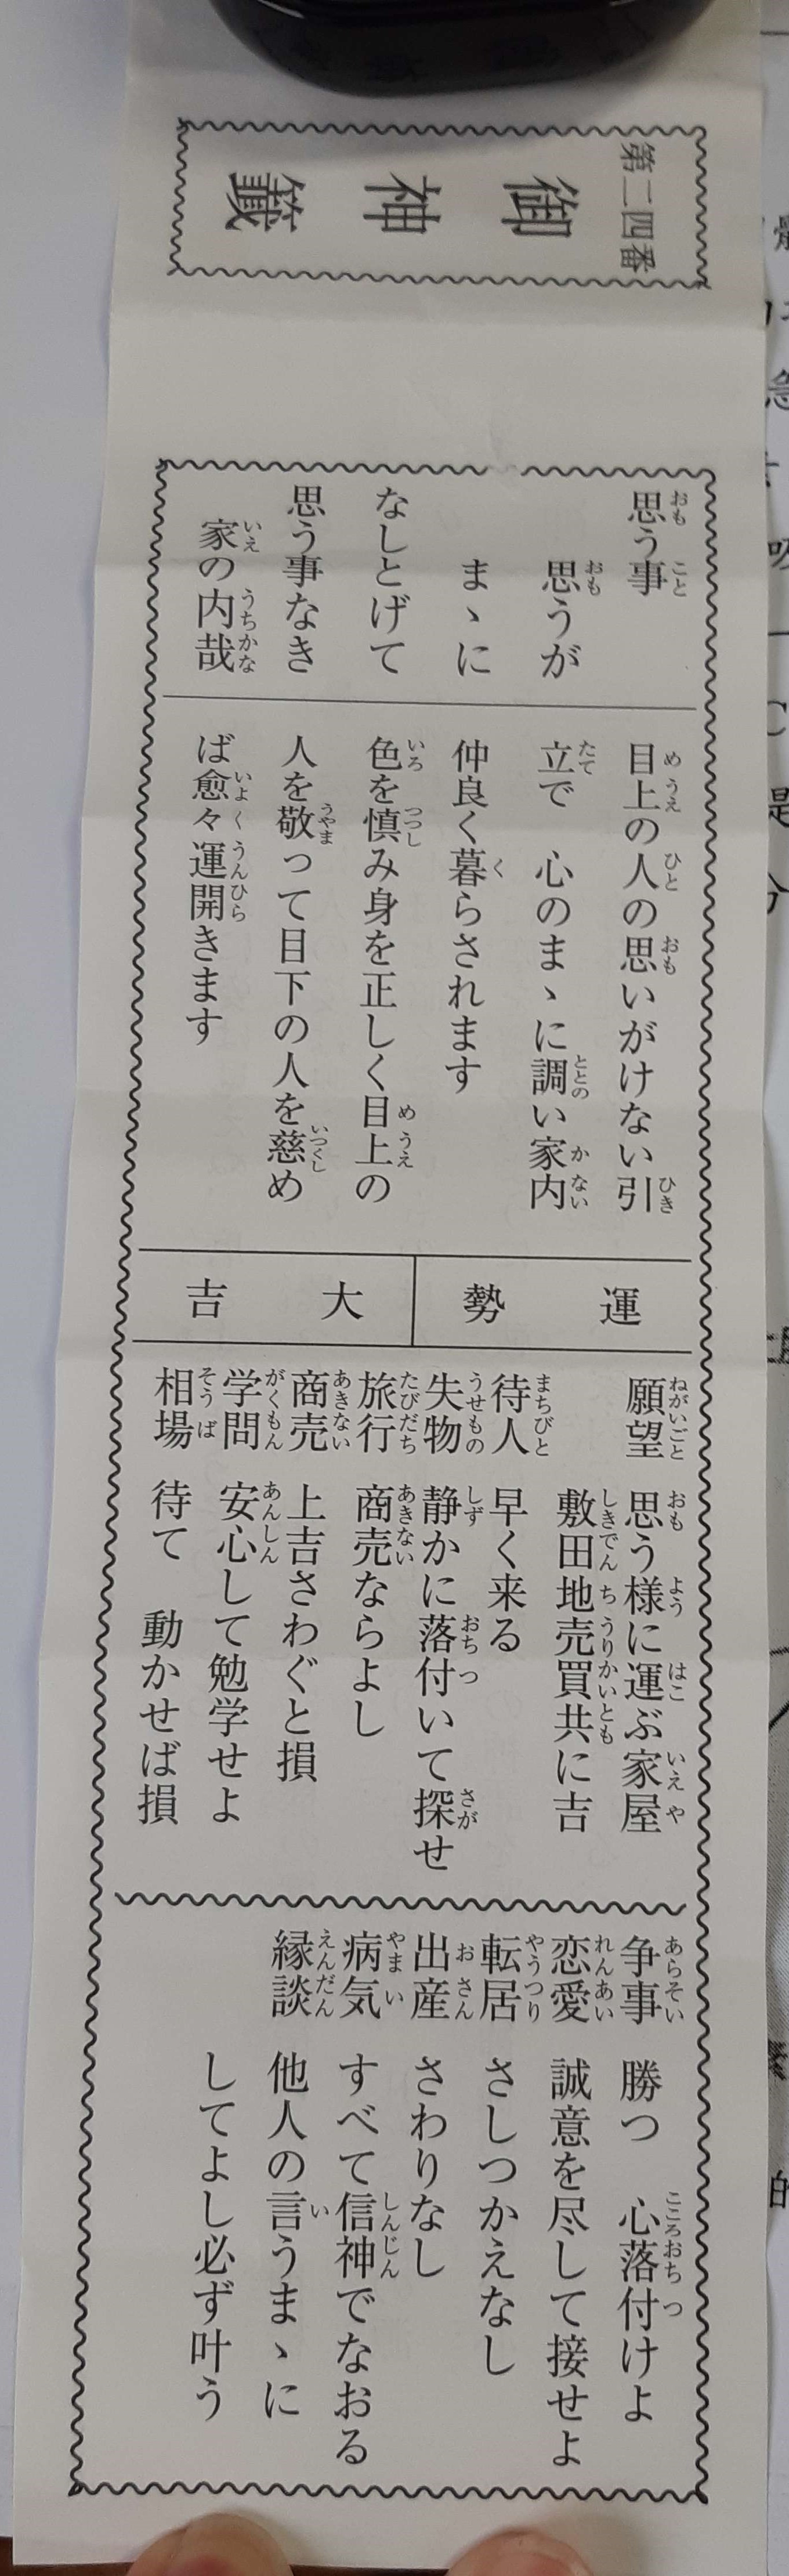 第二四番
御神籤
思う事
思うが
まゝに
なしとげて
思う事なき
家の内哉
目上の人の思いがけない引
立で 心のまゝに調い家内
仲良く暮らされます
色を慎み身を正しく目上の
人を敬って目下の人を慈め
ば愈々運開きます
運勢 大吉
願望 思う様に運ぶ家屋
敷田地売買共に吉
待人 早く来る
失物 静かに落付いて探せ
旅行 商売ならよし
商売 上吉さわぐと損
学問 安心して勉学せよ
相場 待て 動かせば損
争事 勝つ 心落付けよ
恋愛 誠意を尽して接せよ
転居 さしつかえなし
出産 さわりなし
病気 すべて信神でなおる
縁談 他人の言うまゝに
してよし必ず叶う